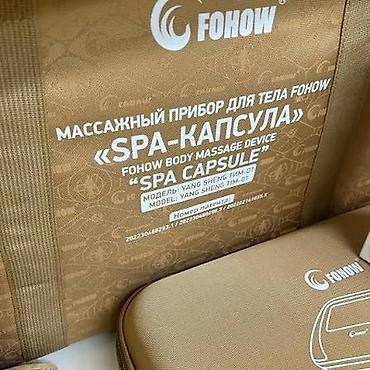 FOHOW
МАССАЖНЫЙ ПРИБОР ДЛЯ ТЕЛА FOHOW
«SPA-КАПСУЛА»
FOHOW BODY MASSAGE DEVICE
“SPA CAPSULE”
МОДЕЛЬ: YANG SHENG ТИМ-01
MODEL: YANG SHENG TIM-01
Номер патента:
FOHOW